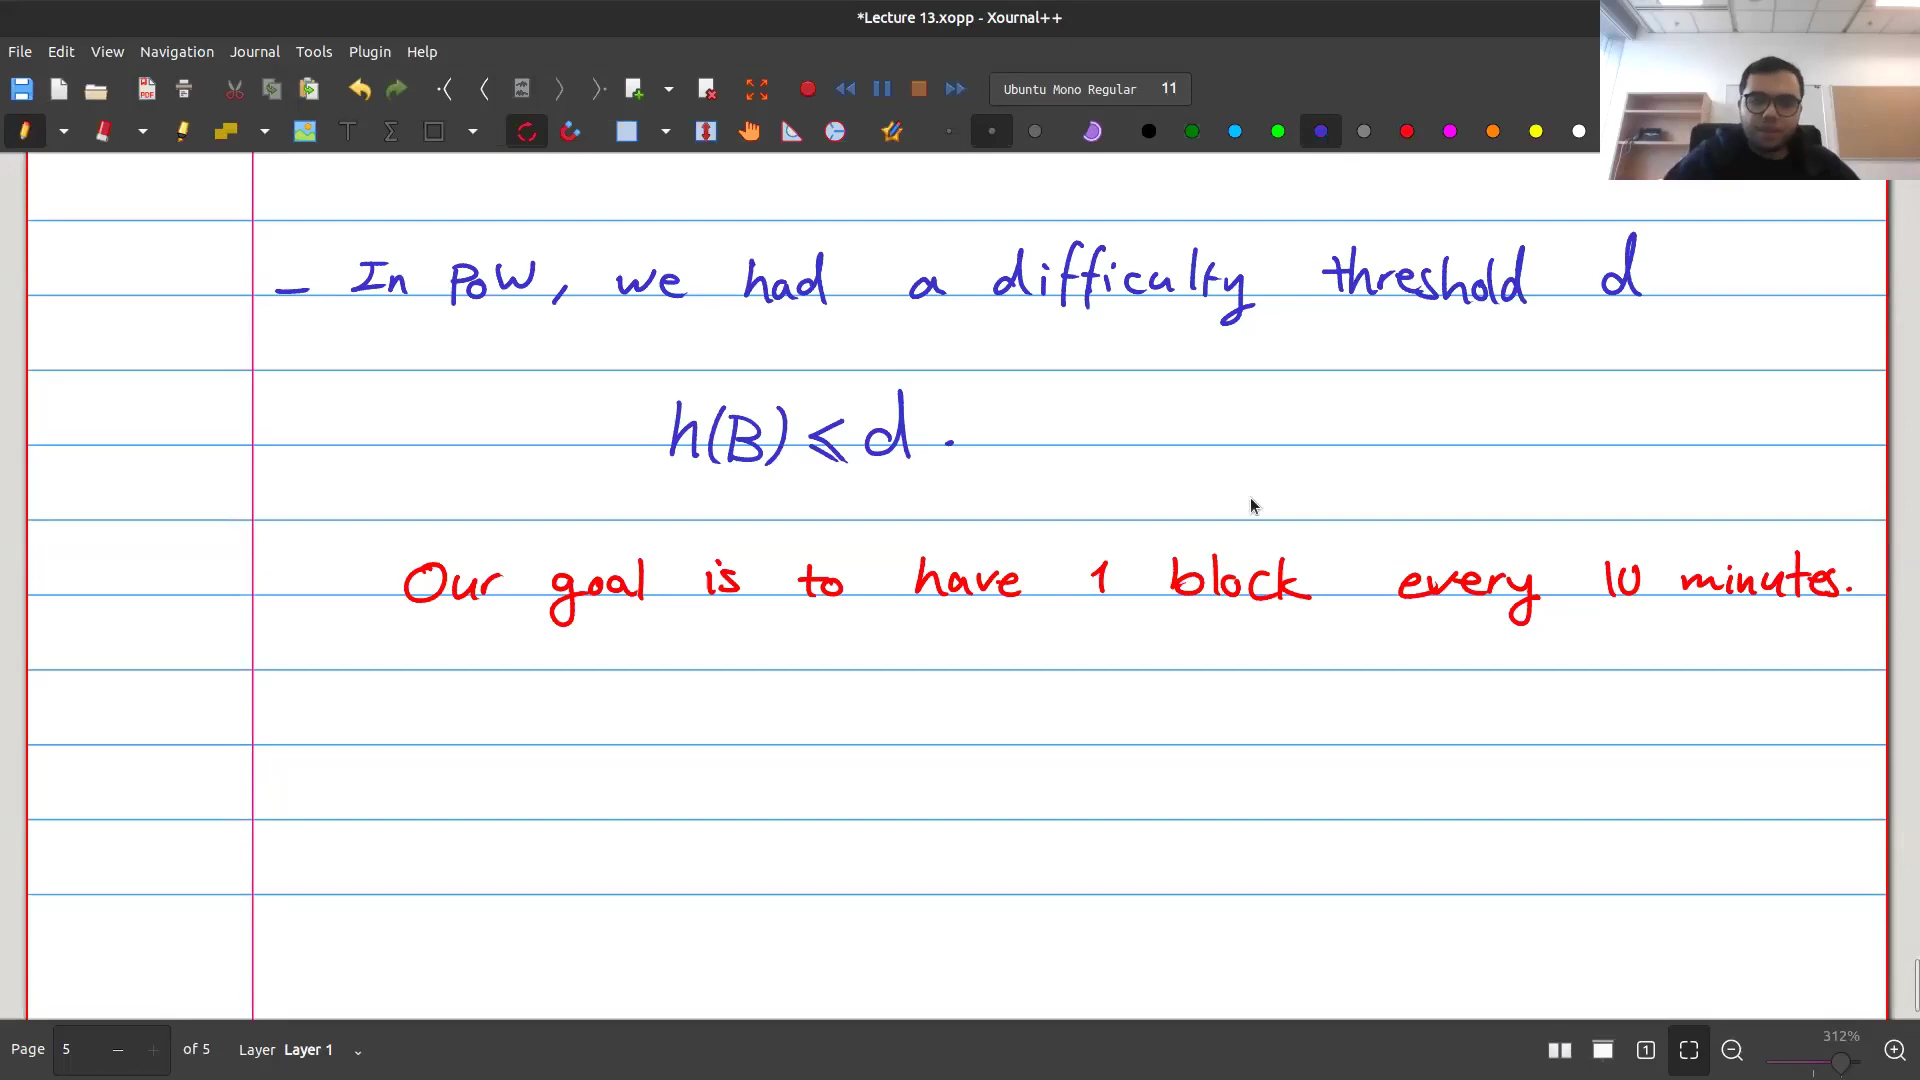 *Lecture 13.xopp - Xournal++
File Edit View Navigation Journal Tools Plugin Help
PDF
Ubuntu Mono Regular 11
- In PoW, we had a difficulty threshold d
h(B) ⩽ d .
Our goal is to have 1 block every 10 minutes.
Page 5 of 5 Layer Layer 1
312%